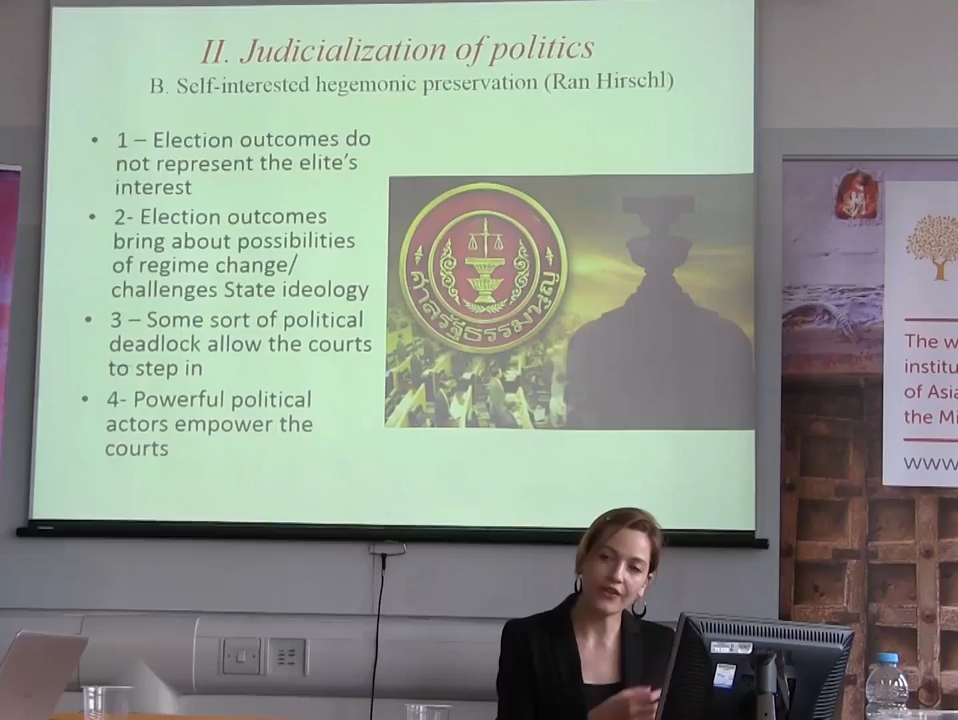 II. Judicialization of politics
B. Self-interested hegemonic preservation (Ran Hirschl)
• 1 – Election outcomes do
not represent the elite's
interest
• 2- Election outcomes
bring about possibilities
of regime change/
challenges State ideology
• 3 – Some sort of political
deadlock allow the courts
to step in
• 4- Powerful political
actors empower the
courts
ศาลรัฐธรรมนูญ
The w
institu
of Asia
the Mi
www